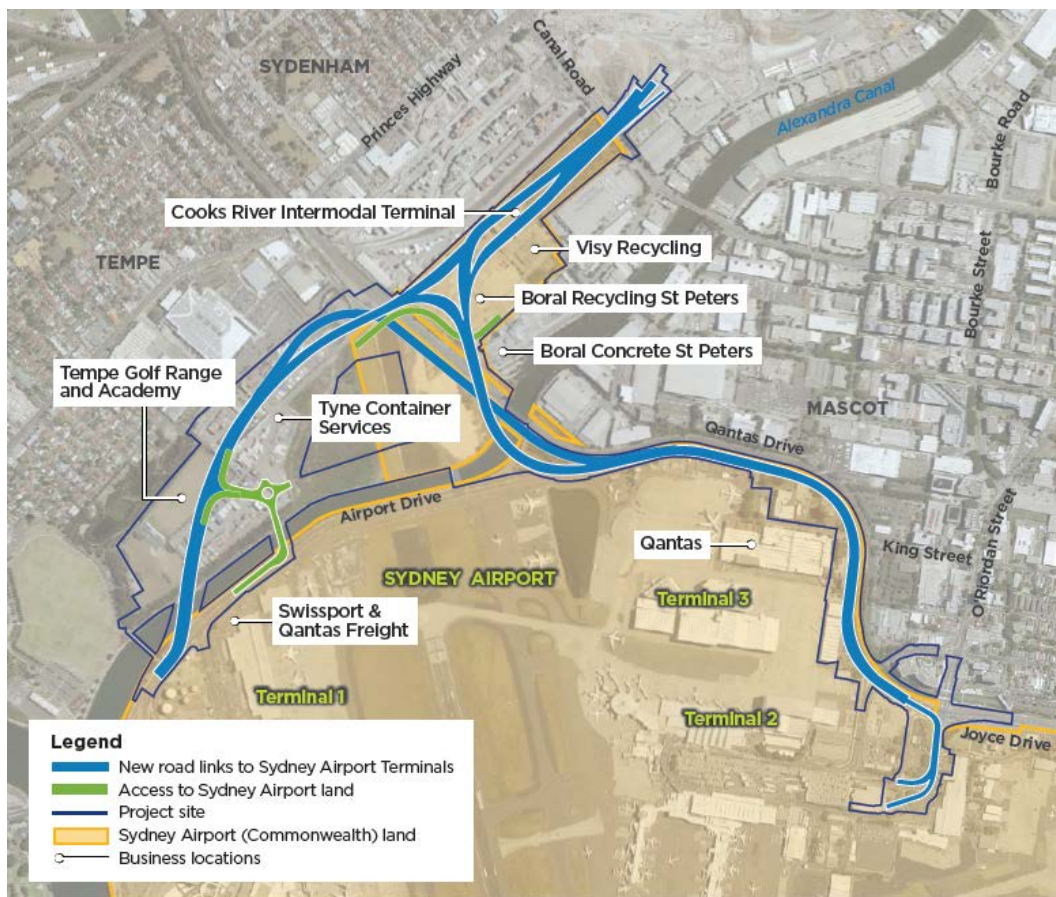 SYDENHAM
Princes Highway
Canal Road
Alexandra Canal
Bourke Road
Cooks River Intermodal Terminal
Visy Recycling
TEMPE
Bourke Street
Boral Recycling St Peters
Boral Concrete St Peters
Tempe Golf Range
and Academy
Tyne Container
Services
MASCOT
Qantas Drive
Airport Drive
Qantas
King Street
O'Riordan Street
SYDNEY AIRPORT
Terminal 3
Swissport &
Qantas Freight
Terminal 1
Terminal 2
Joyce Drive
Legend
New road links to Sydney Airport Terminals
Access to Sydney Airport land
Project site
Sydney Airport (Commonwealth) land
Business locations